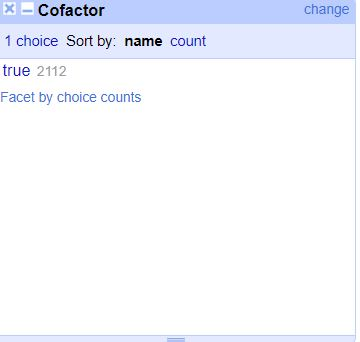 Cofactor change
1 choice Sort by: name count
true 2112
Facet by choice counts